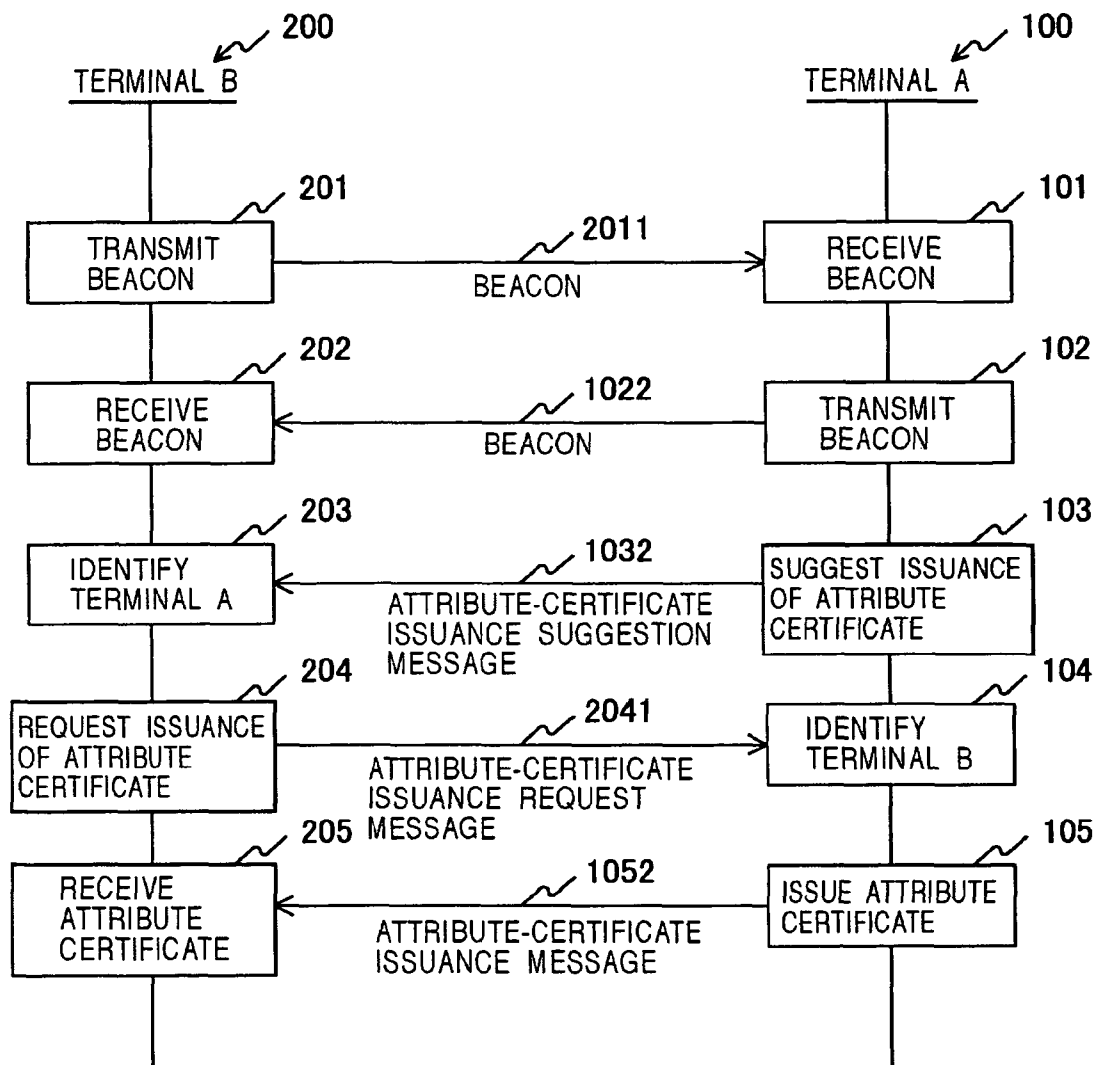 200
100
TERMINAL B
TERMINAL A
201
101
2011
TRANSMIT
BEACON
BEACON
RECEIVE
BEACON
202
102
1022
RECEIVE
BEACON
BEACON
TRANSMIT
BEACON
203
103
1032
IDENTIFY
TERMINAL A
ATTRIBUTE-CERTIFICATE
ISSUANCE SUGGESTION
MESSAGE
SUGGEST ISSUANCE
OF ATTRIBUTE
CERTIFICATE
204
104
2041
REQUEST ISSUANCE
OF ATTRIBUTE
CERTIFICATE
ATTRIBUTE-CERTIFICATE
ISSUANCE REQUEST
MESSAGE
IDENTIFY
TERMINAL B
205
105
1052
RECEIVE
ATTRIBUTE
CERTIFICATE
ATTRIBUTE-CERTIFICATE
ISSUANCE MESSAGE
ISSUE ATTRIBUTE
CERTIFICATE